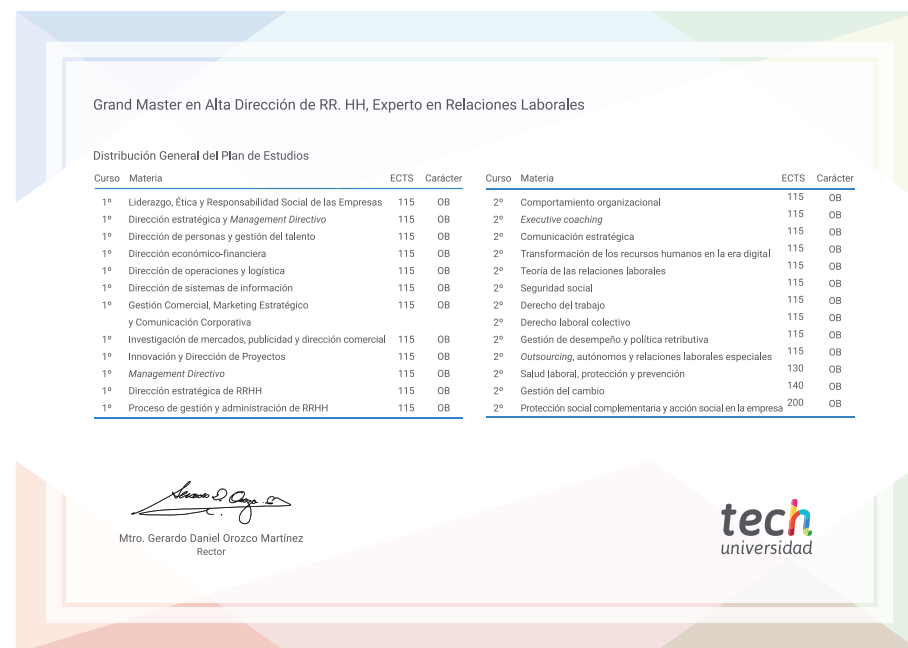 Grand Master en Alta Dirección de RR. HH, Experto en Relaciones Laborales
Distribución General del Plan de Estudios
Curso Materia ECTS Carácter
1º Liderazgo, Ética y Responsabilidad Social de las Empresas 115 OB
1º Dirección estratégica y Management Directivo 115 OB
1º Dirección de personas y gestión del talento 115 OB
1º Dirección económico-financiera 115 OB
1º Dirección de operaciones y logística 115 OB
1º Dirección de sistemas de información 115 OB
1º Gestión Comercial, Marketing Estratégico 115 OB
y Comunicación Corporativa
1º Investigación de mercados, publicidad y dirección comercial 115 OB
1º Innovación y Dirección de Proyectos 115 OB
1º Management Directivo 115 OB
1º Dirección estratégica de RRHH 115 OB
1º Proceso de gestión y administración de RRHH 115 OB
Curso Materia ECTS Carácter
2º Comportamiento organizacional 115 OB
2º Executive coaching 115 OB
2º Comunicación estratégica 115 OB
2º Transformación de los recursos humanos en la era digital 115 OB
2º Teoría de las relaciones laborales 115 OB
2º Seguridad social 115 OB
2º Derecho del trabajo 115 OB
2º Derecho laboral colectivo 115 OB
2º Gestión de desempeño y política retributiva 115 OB
2º Outsourcing, autónomos y relaciones laborales especiales 115 OB
2º Salud laboral, protección y prevención 130 OB
2º Gestión del cambio 140 OB
2º Protección social complementaria y acción social en la empresa 200 OB
Mtro. Gerardo Daniel Orozco Martínez
Rector
tech
universidad